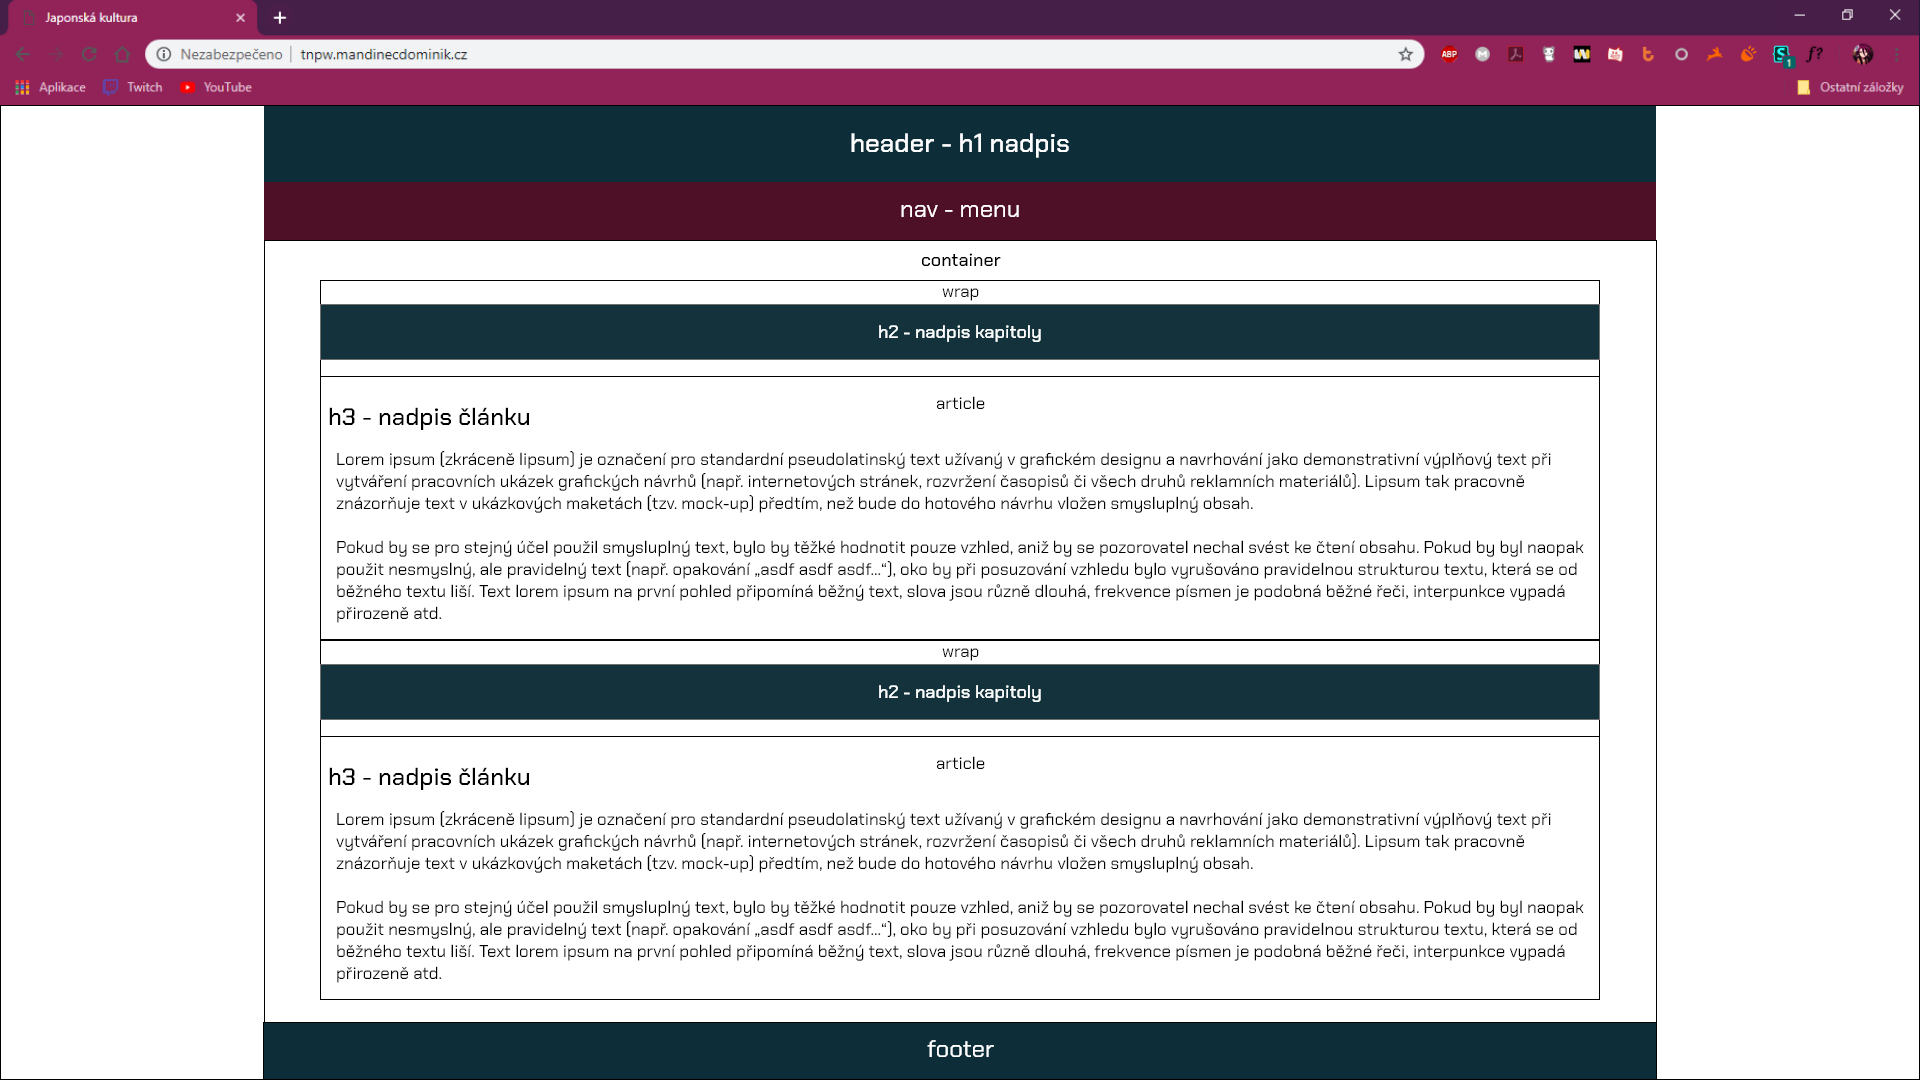 Japonská kultura
Nezabezpečeno | tnpw.mandinecdominik.cz
ABP
1
f?
Aplikace
Twitch
YouTube
Ostatní záložky
header - h1 nadpis
nav - menu
container
wrap
h2 - nadpis kapitoly
article
h3 - nadpis článku
Lorem ipsum (zkráceně lipsum) je označení pro standardní pseudolatinský text užívaný v grafickém designu a navrhování jako demonstrativní výplňový text při
vytváření pracovních ukázek grafických návrhů (např. internetových stránek, rozvržení časopisů či všech druhů reklamních materiálů). Lipsum tak pracovně
znázorňuje text v ukázkových maketách (tzv. mock-up) předtím, než bude do hotového návrhu vložen smysluplný obsah.
Pokud by se pro stejný účel použil smysluplný text, bylo by těžké hodnotit pouze vzhled, aniž by se pozorovatel nechal svést ke čtení obsahu. Pokud by byl naopak
použit nesmyslný, ale pravidelný text (např. opakování „asdf asdf asdf…“), oko by při posuzování vzhledu bylo vyrušováno pravidelnou strukturou textu, která se od
běžného textu liší. Text lorem ipsum na první pohled připomíná běžný text, slova jsou různě dlouhá, frekvence písmen je podobná běžné řeči, interpunkce vypadá
přirozeně atd.
wrap
h2 - nadpis kapitoly
article
h3 - nadpis článku
Lorem ipsum (zkráceně lipsum) je označení pro standardní pseudolatinský text užívaný v grafickém designu a navrhování jako demonstrativní výplňový text při
vytváření pracovních ukázek grafických návrhů (např. internetových stránek, rozvržení časopisů či všech druhů reklamních materiálů). Lipsum tak pracovně
znázorňuje text v ukázkových maketách (tzv. mock-up) předtím, než bude do hotového návrhu vložen smysluplný obsah.
Pokud by se pro stejný účel použil smysluplný text, bylo by těžké hodnotit pouze vzhled, aniž by se pozorovatel nechal svést ke čtení obsahu. Pokud by byl naopak
použit nesmyslný, ale pravidelný text (např. opakování „asdf asdf asdf…“), oko by při posuzování vzhledu bylo vyrušováno pravidelnou strukturou textu, která se od
běžného textu liší. Text lorem ipsum na první pohled připomíná běžný text, slova jsou různě dlouhá, frekvence písmen je podobná běžné řeči, interpunkce vypadá
přirozeně atd.
footer